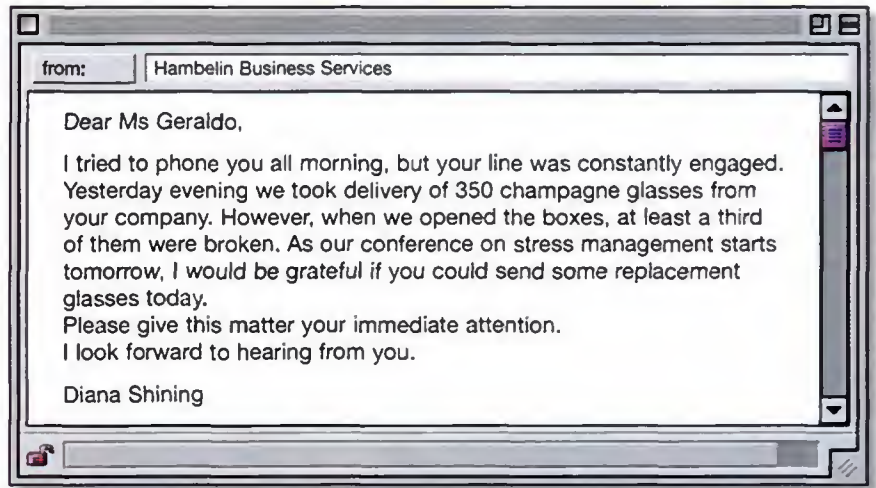 from:
Hambelin Business Services
Dear Ms Geraldo,
I tried to phone you all morning, but your line was constantly engaged.
Yesterday evening we took delivery of 350 champagne glasses from
your company. However, when we opened the boxes, at least a third
of them were broken. As our conference on stress management starts
tomorrow, I would be grateful if you could send some replacement
glasses today.
Please give this matter your immediate attention.
I look forward to hearing from you.
Diana Shining